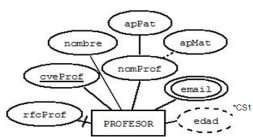 apPat
nombre
apMat
cveProf
nomProf
email
*CS1
rfcProf
PROFESOR
edad